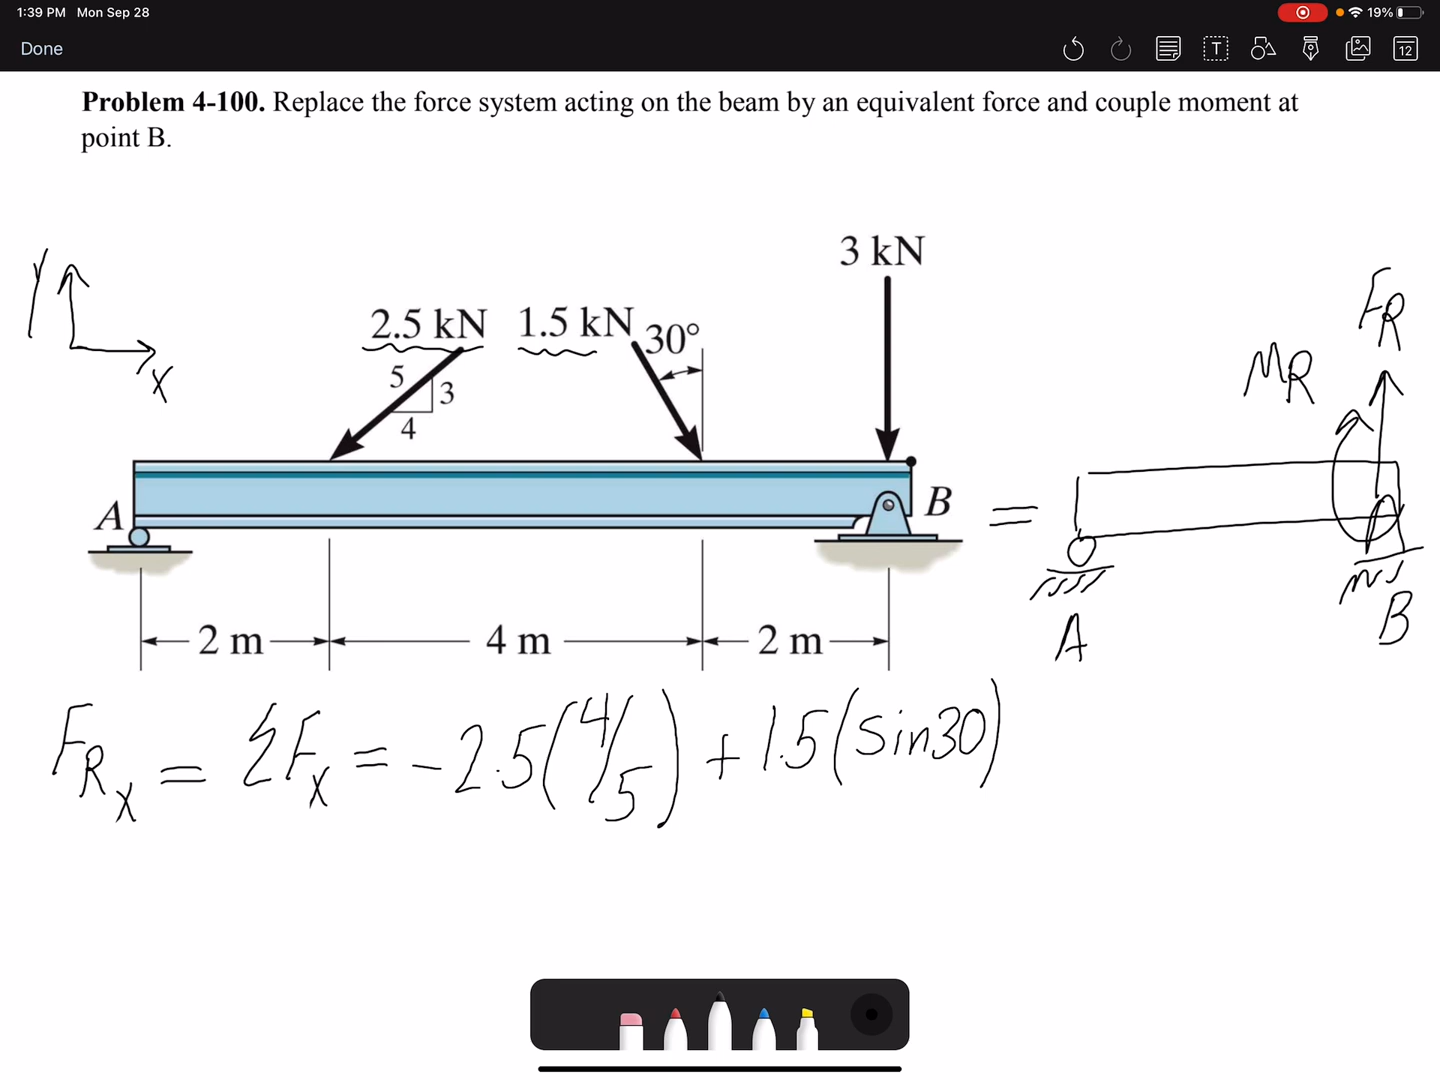 1:39 PM Mon Sep 28
19%
Done
T
12
Problem 4-100. Replace the force system acting on the beam by an equivalent force and couple moment at
point B.
3 kN
Y
X
2.5 kN 1.5 kN 30°
5
3
4
FR
MR
A
B
=
2 m 4 m 2 m
A
B
FRx = ΣFx = -2.5(4/5) + 1.5(Sin30)